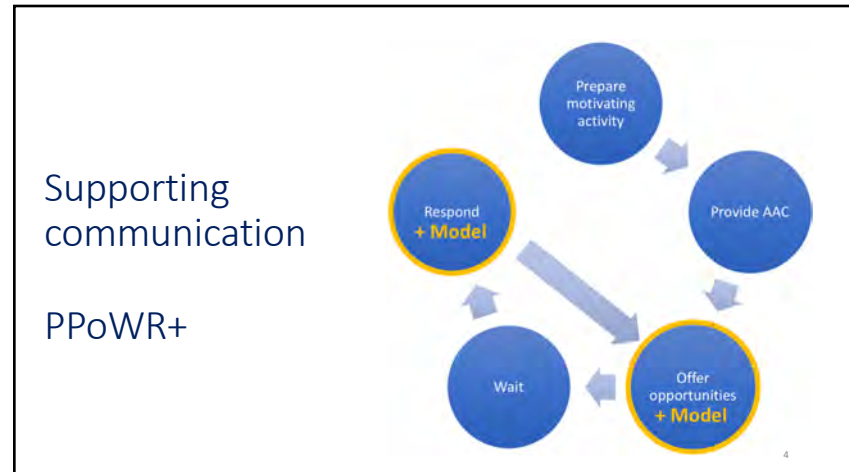 Supporting
communication
PPoWR+
Prepare
motivating
activity
Provide AAC
Offer
opportunities
+ Model
Wait
Respond
+ Model
4